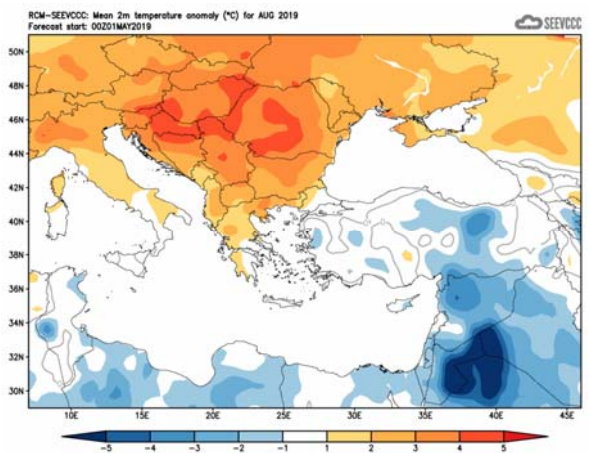 RCM-SEEVCCC: Mean 2m temperature anomaly (°C) for AUG 2019
Forecast start: 00Z01MAY2019
SEEVCCC
50N
48N
46N
44N
42N
40N
38N
36N
34N
32N
30N
10E 15E 20E 25E 30E 35E 40E 45E
-5 -4 -3 -2 -1 1 2 3 4 5